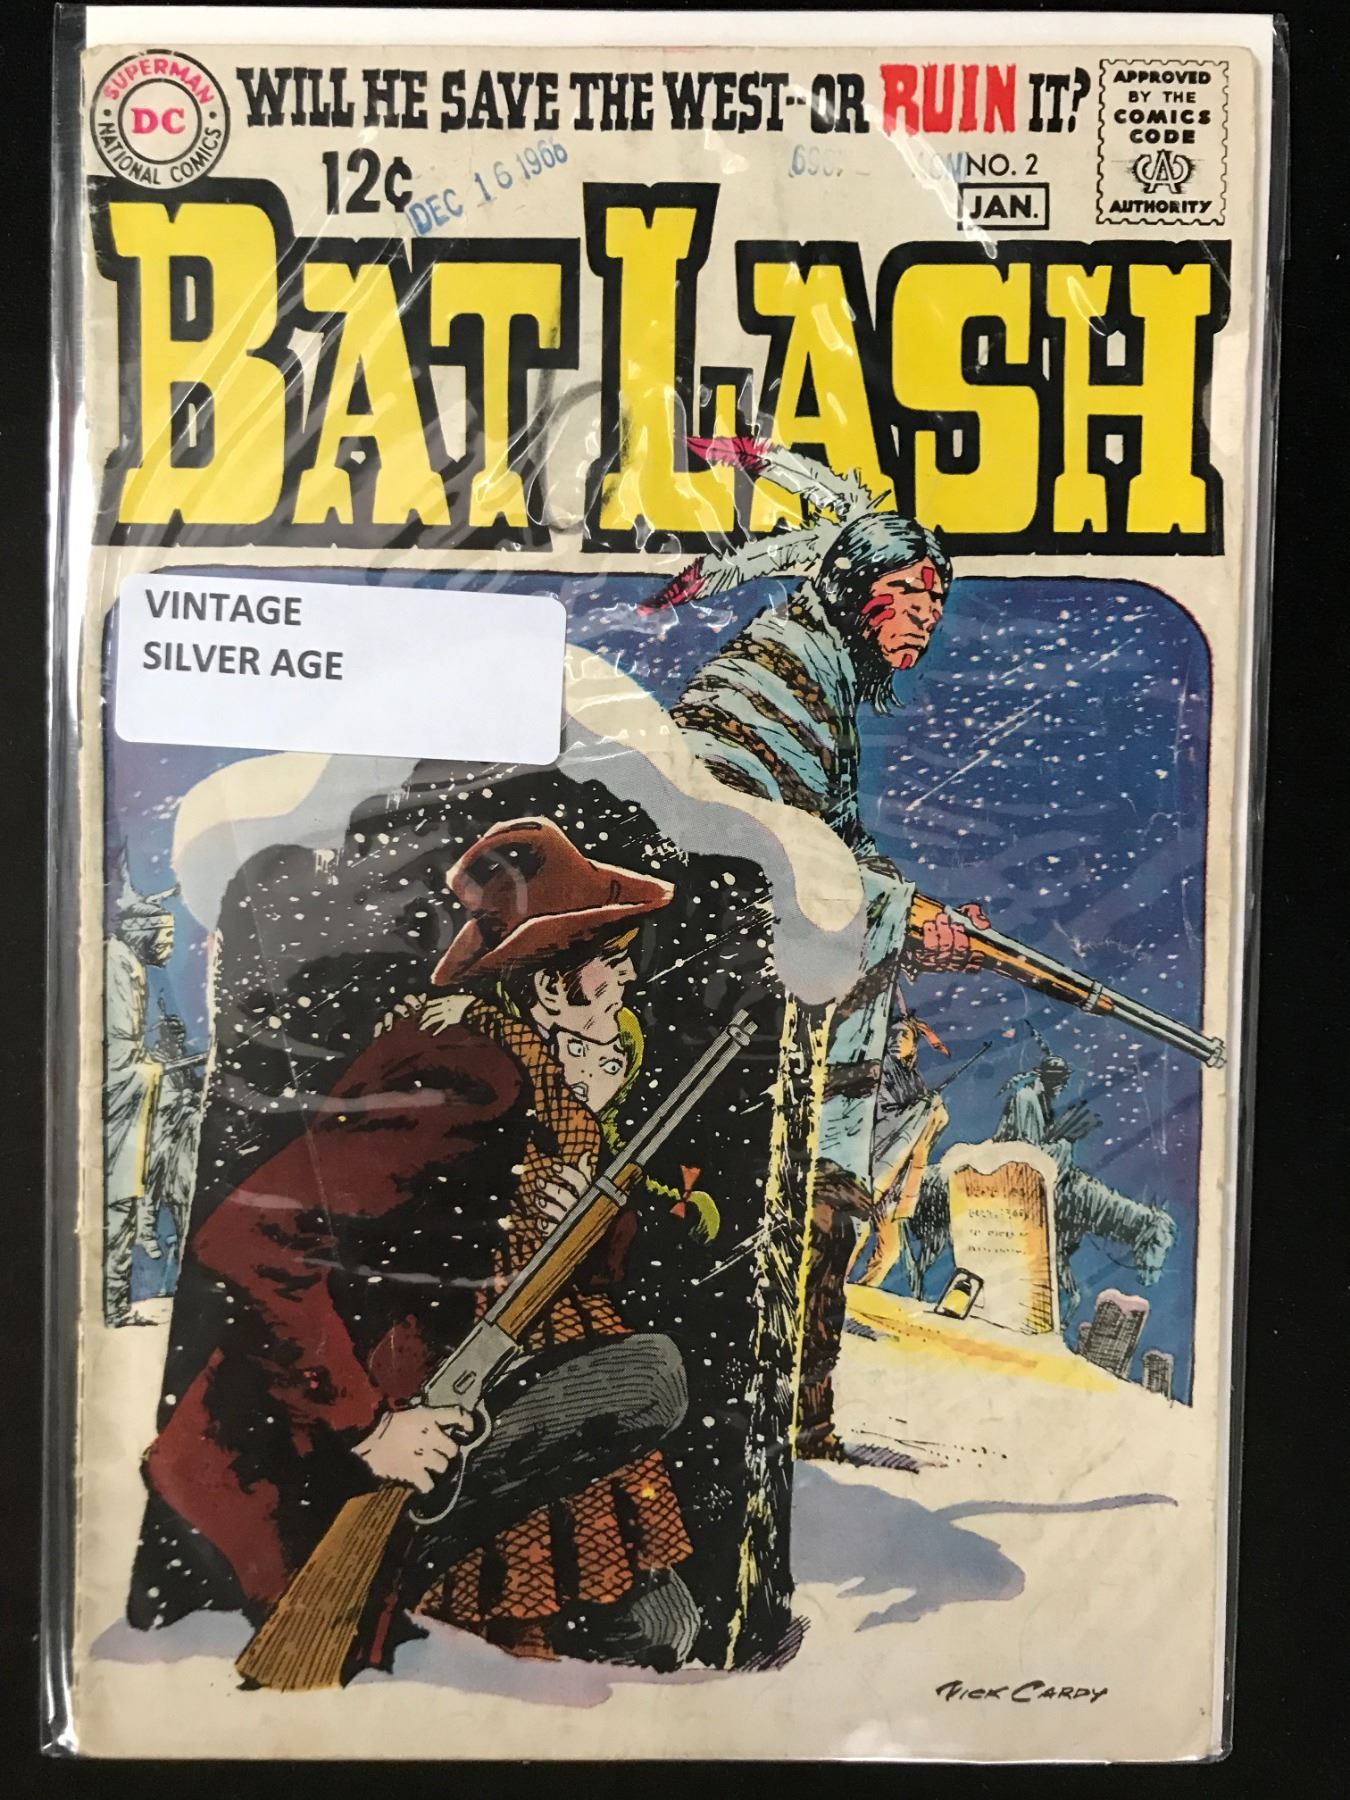 WILL HE SAVE THE WEST--OR RUIN IT?
SUPERMAN
DC
NATIONAL COMICS
APPROVED
BY THE
COMICS
CODE
AUTHORITY
12¢
DEC 16 1966
NO. 2
JAN.
BAT LASH
VINTAGE
SILVER AGE
NICK CARDY